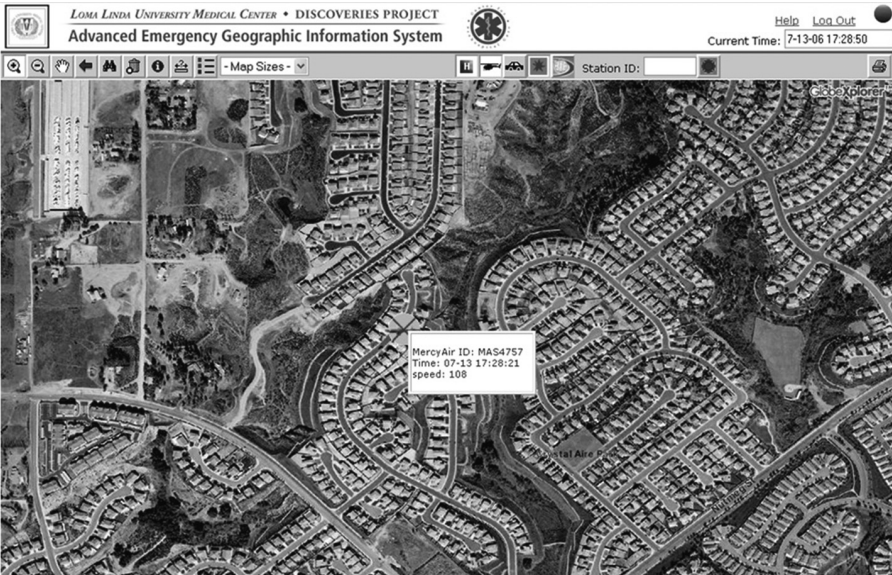 LOMA LINDA UNIVERSITY MEDICAL CENTER • DISCOVERIES PROJECT
Advanced Emergency Geographic Information System
Help Log Out
Current Time: 7-13-06 17:28:50
- Map Sizes -
H
Station ID:
GlobeXplorer
MercyAir ID: MAS4757
Time: 07-13 17:28:21
speed: 108
stal Aire